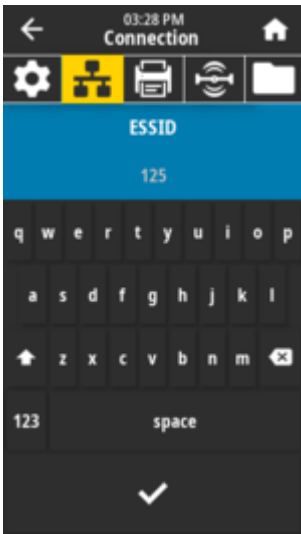 03:28 PM
Connection
ESSID
125
q w e r t y u i o p
a s d f g h j k l
z x c v b n m
123 space